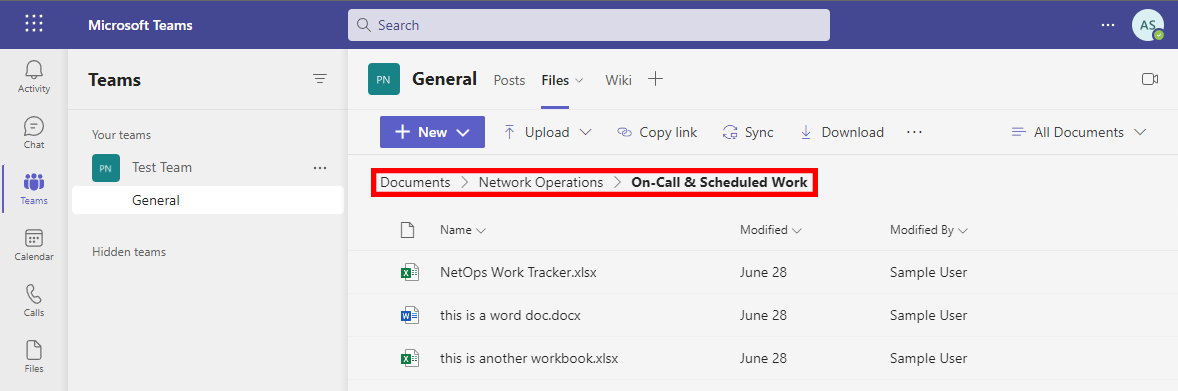 Microsoft Teams
Search
AS
Activity
Chat
Teams
Calendar
Calls
Files
Teams
Your teams
PN Test Team
General
Hidden teams
PN General Posts Files Wiki
New Upload Copy link Sync Download All Documents
Documents > Network Operations > On-Call & Scheduled Work
Name Modified Modified By
NetOps Work Tracker.xlsx June 28 Sample User
this is a word doc.docx June 28 Sample User
this is another workbook.xlsx June 28 Sample User